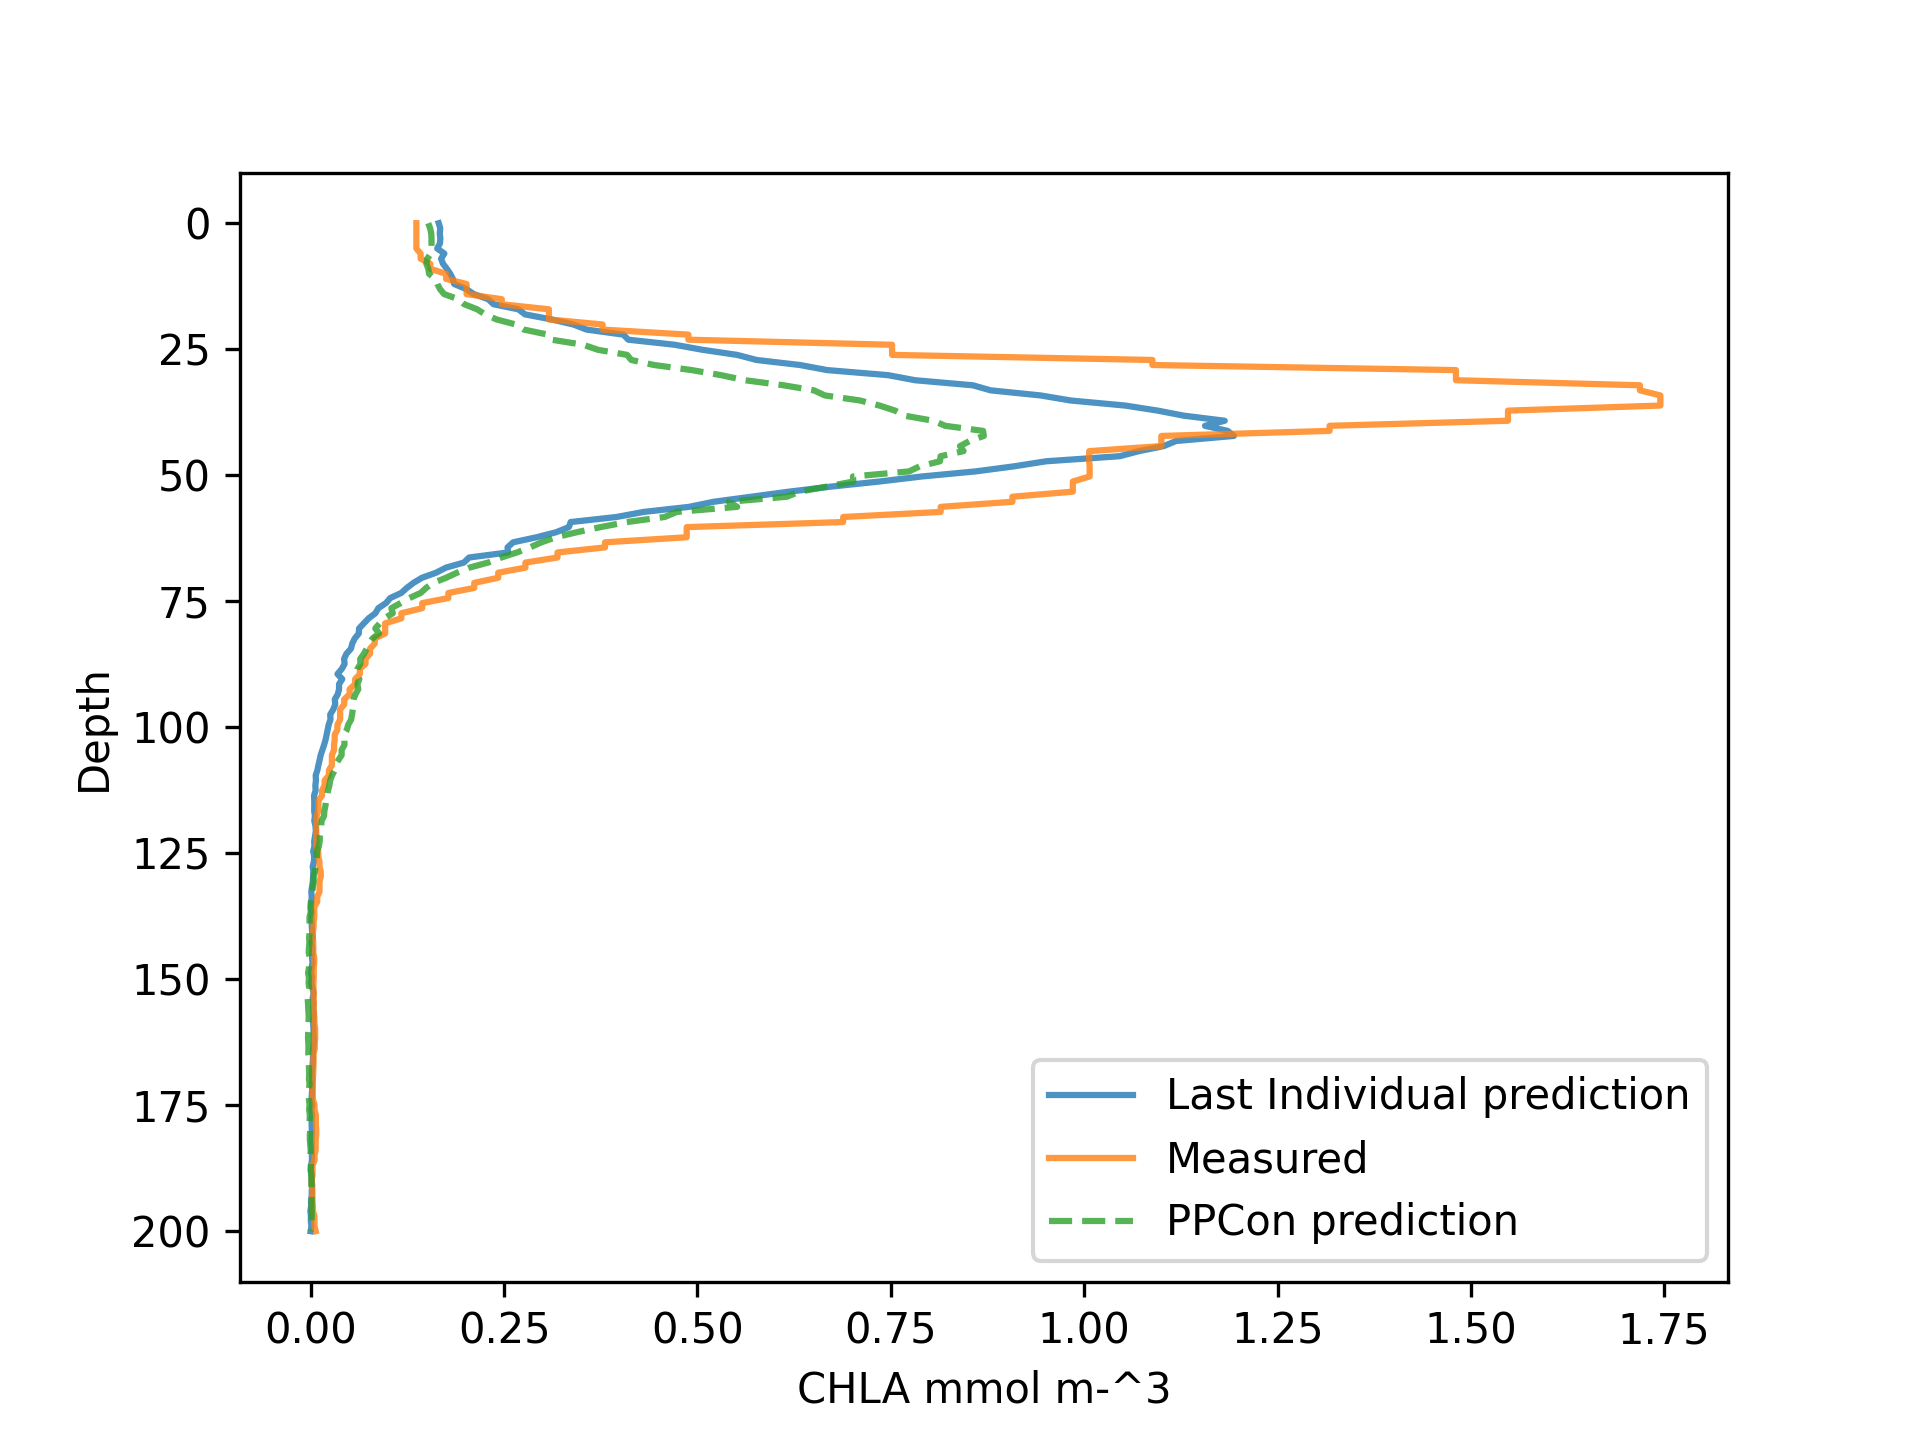 0
25
50
75
100
125
150
175
200
Depth
0.00 0.25 0.50 0.75 1.00 1.25 1.50 1.75
CHLA mmol m-^3
Last Individual prediction
Measured
PPCon prediction